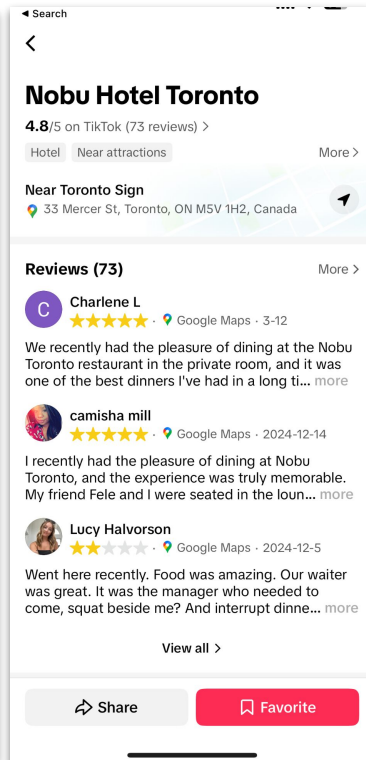 Search
Nobu Hotel Toronto
4.8/5 on TikTok (73 reviews) >
Hotel Near attractions More >
Near Toronto Sign
33 Mercer St, Toronto, ON M5V 1H2, Canada
Reviews (73) More >
C
Charlene L
· Google Maps · 3-12
We recently had the pleasure of dining at the Nobu
Toronto restaurant in the private room, and it was
one of the best dinners I've had in a long ti... more
camisha mill
· Google Maps · 2024-12-14
I recently had the pleasure of dining at Nobu
Toronto, and the experience was truly memorable.
My friend Fele and I were seated in the loun... more
Lucy Halvorson
· Google Maps · 2024-12-5
Went here recently. Food was amazing. Our waiter
was great. It was the manager who needed to
come, squat beside me? And interrupt dinne... more
View all >
Share
Favorite